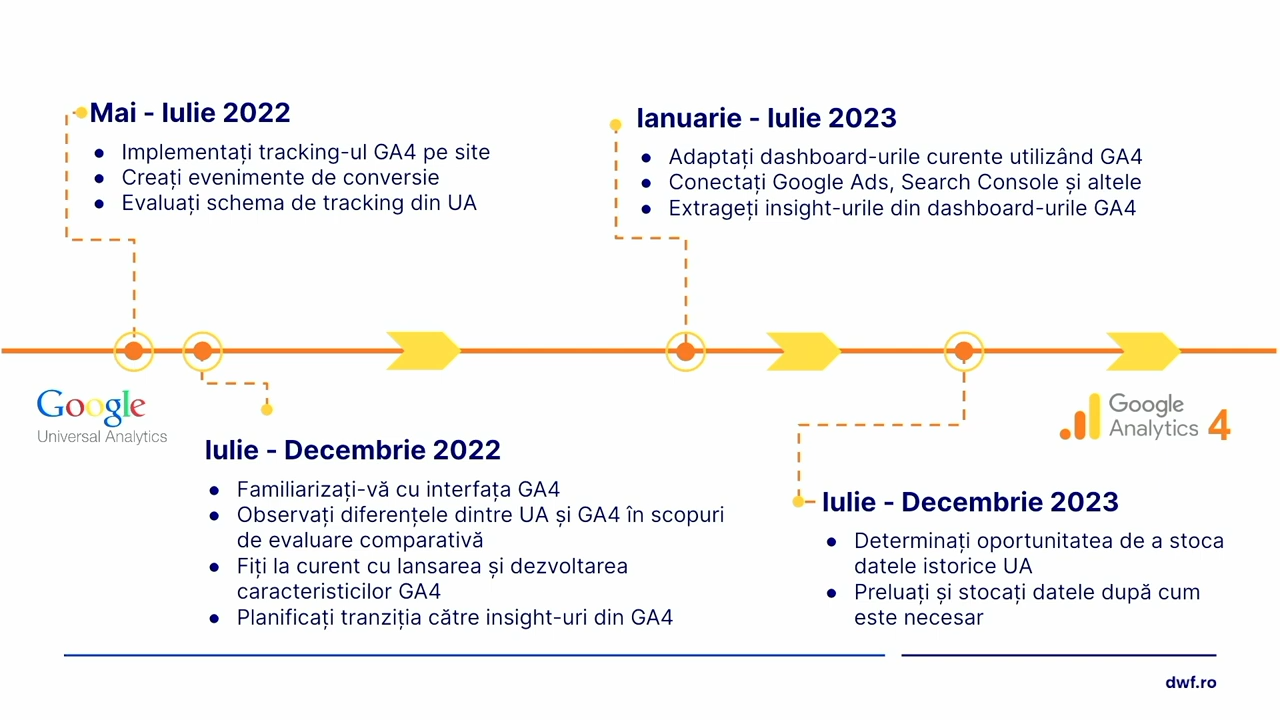 Mai - Iulie 2022
● Implementați tracking-ul GA4 pe site
● Creați evenimente de conversie
● Evaluați schema de tracking din UA
Ianuarie - Iulie 2023
● Adaptați dashboard-urile curente utilizând GA4
● Conectați Google Ads, Search Console și altele
● Extrageți insight-urile din dashboard-urile GA4
Google
Universal Analytics
Google
Analytics 4
Iulie - Decembrie 2022
● Familiarizați-vă cu interfața GA4
● Observați diferențele dintre UA și GA4 în scopuri
de evaluare comparativă
● Fiți la curent cu lansarea și dezvoltarea
caracteristicilor GA4
● Planificați tranziția către insight-uri din GA4
Iulie - Decembrie 2023
● Determinați oportunitatea de a stoca
datele istorice UA
● Preluați și stocați datele după cum
este necesar
dwf.ro